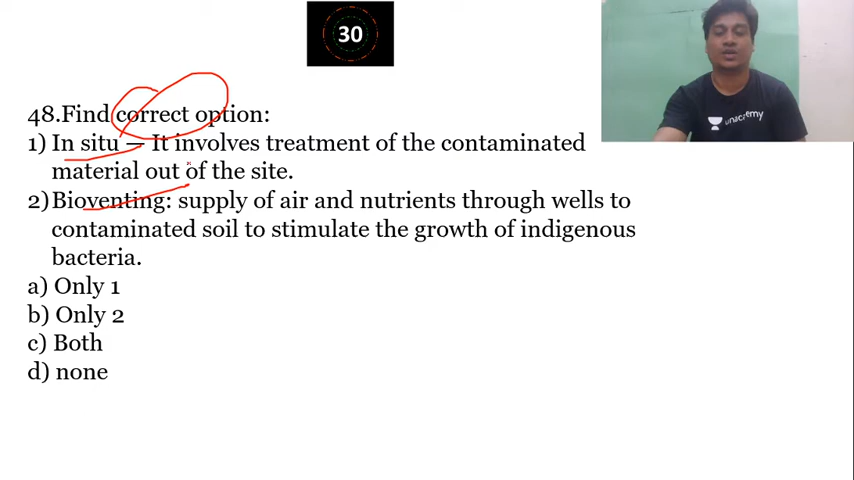 30
48.Find correct option:
1) In situ — It involves treatment of the contaminated
material out of the site.
2)Bioventing: supply of air and nutrients through wells to
contaminated soil to stimulate the growth of indigenous
bacteria.
a) Only 1
b) Only 2
c) Both
d) none
unacademy